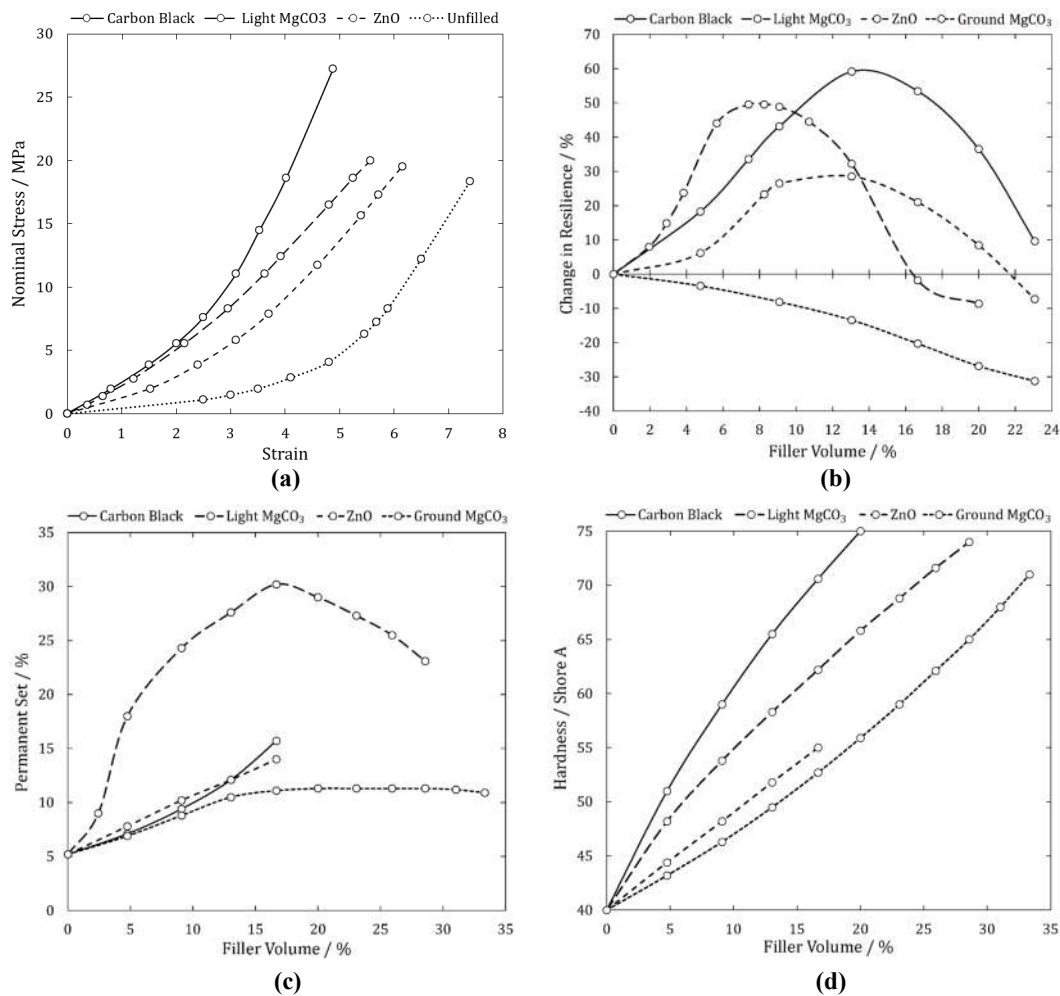 Carbon Black Light MgCO3 ZnO Unfilled
30
25
20
15
10
5
0
Nominal Stress / MPa
0 1 2 3 4 5 6 7 8
Strain
(a)
Carbon Black Light MgCO₃ ZnO Ground MgCO₃
70
60
50
40
30
20
10
0
-10
-20
-30
-40
Change in Resilience / %
0 2 4 6 8 10 12 14 16 18 20 22 24
Filler Volume / %
(b)
Carbon Black Light MgCO₃ ZnO Ground MgCO₃
35
30
25
20
15
10
5
0
Permanent Set / %
0 5 10 15 20 25 30 35
Filler Volume / %
(c)
Carbon Black Light MgCO₃ ZnO Ground MgCO₃
75
70
65
60
55
50
45
40
Hardness / Shore A
0 5 10 15 20 25 30 35
Filler Volume / %
(d)